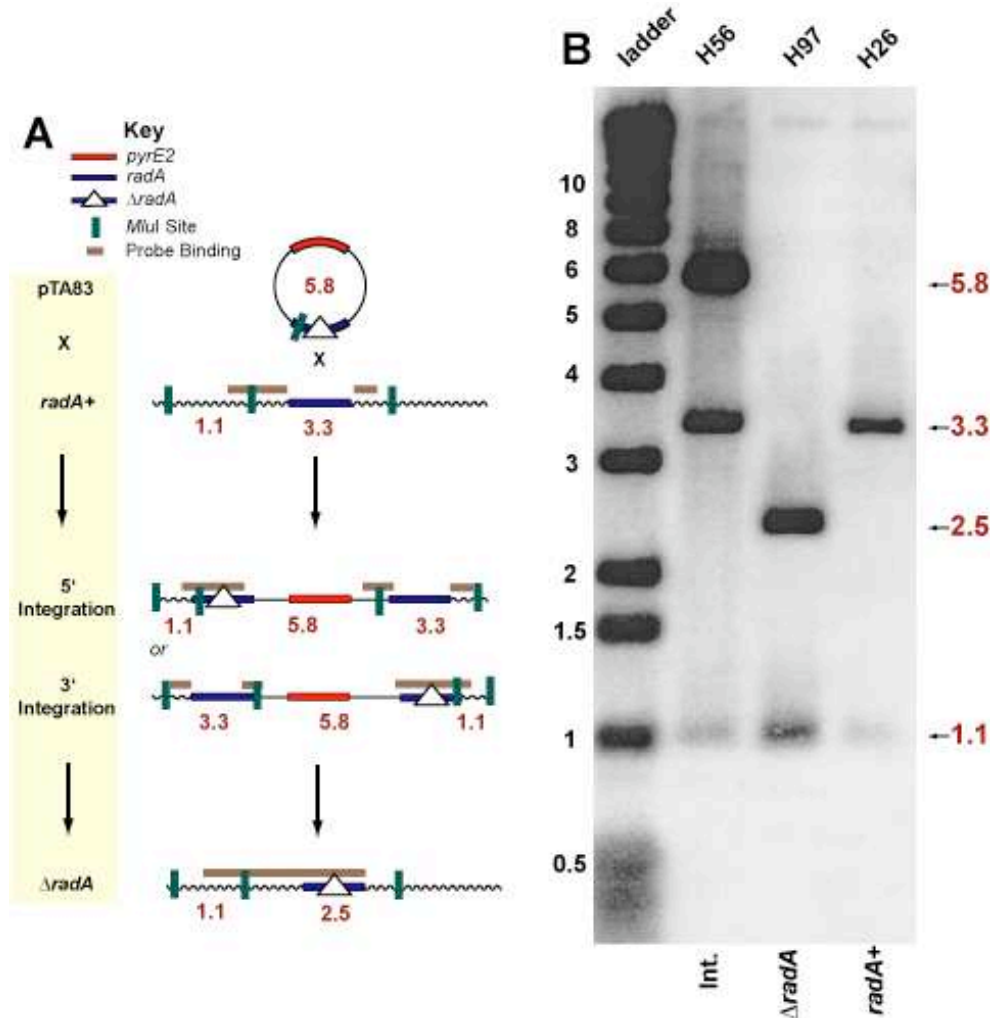 A
Key
pyrE2
radA
ΔradA
MluI Site
Probe Binding
pTA83
5.8
X
X
radA+
1.1 3.3
5'
Integration
1.1 5.8 3.3
or
3'
Integration
3.3 5.8 1.1
ΔradA
1.1 2.5
B
ladder H56 H97 H26
10
8
6
5
4
3
2
1.5
1
0.5
5.8
3.3
2.5
1.1
Int. ΔradA radA+